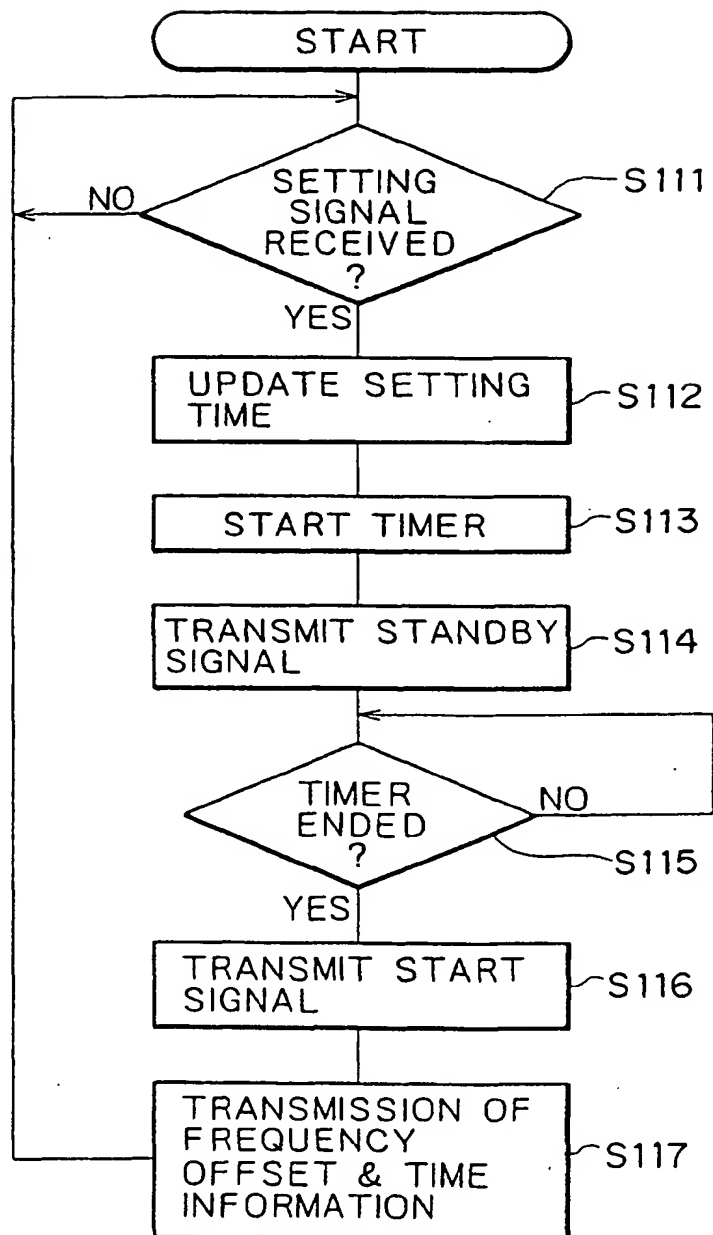 START
SETTING
SIGNAL
RECEIVED
?
S111
NO
YES
UPDATE SETTING
TIME
S112
START TIMER
S113
TRANSMIT STANDBY
SIGNAL
S114
TIMER
ENDED
?
NO
S115
YES
TRANSMIT START
SIGNAL
S116
TRANSMISSION OF
FREQUENCY
OFFSET & TIME
INFORMATION
S117